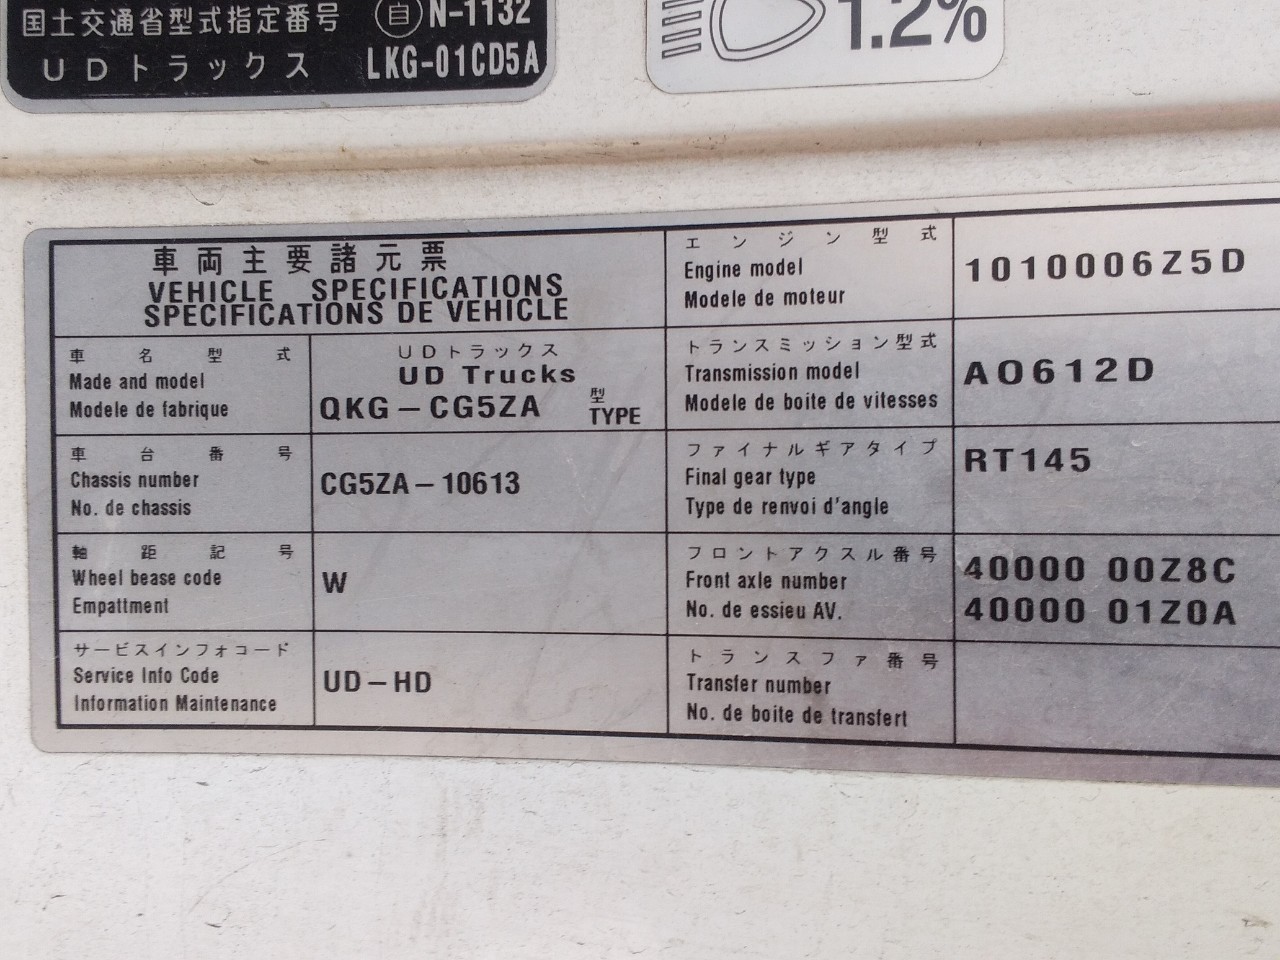 国土交通省型式指定番号 自 N-1132
UDトラックス LKG-01CD5A
1.2%
車両主要諸元票
VEHICLE SPECIFICATIONS
SPECIFICATIONS DE VEHICLE
車名型式
Made and model
Modele de fabrique
UDトラックス
UD Trucks
QKG-CG5ZA 型 TYPE
車台番号
Chassis number
No. de chassis
CG5ZA-10613
軸距記号
Wheel bease code
Empattment
W
サービスインフォコード
Service Info Code
Information Maintenance
UD-HD
エンジン型式
Engine model
Modele de moteur
1010006Z5D
トランスミッション型式
Transmission model
Modele de boite de vitesses
AO612D
ファイナルギアタイプ
Final gear type
Type de renvoi d'angle
RT145
フロントアクスル番号
Front axle number
No. de essieu AV.
40000 00Z8C
40000 01Z0A
トランスファ番号
Transfer number
No. de boite de transfert